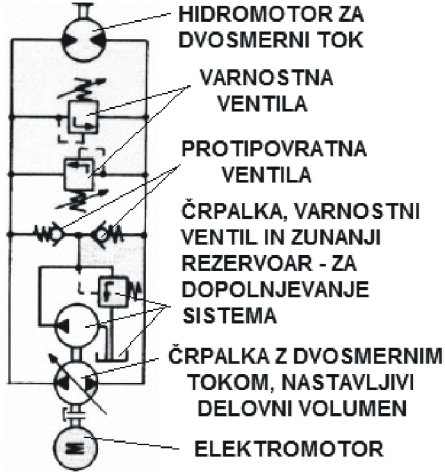 HIDROMOTOR ZA
DVOSMERNI TOK
VARNOSTNA
VENTILA
PROTIPOVRATNA
VENTILA
ČRPALKA, VARNOSTNI
VENTIL IN ZUNANJI
REZERVOAR - ZA
DOPOLNJEVANJE
SISTEMA
ČRPALKA Z DVOSMERNIM
TOKOM, NASTAVLJIVI
DELOVNI VOLUMEN
M
ELEKTROMOTOR